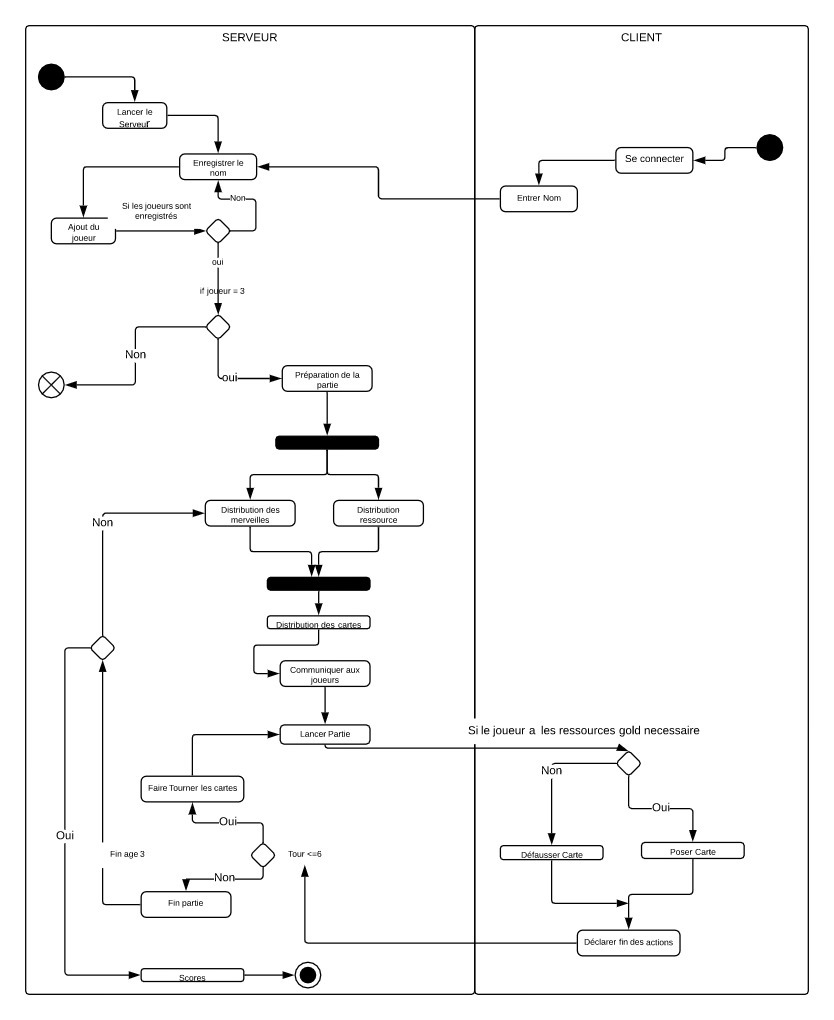 SERVEUR
CLIENT
Lancer le
Serveur
Enregistrer le
nom
Se connecter
Entrer Nom
Non
Si les joueurs sont
enregistrés
Ajout du
joueur
oui
if joueur = 3
Non
oui
Préparation de la
partie
Distribution des
merveilles
Distribution
ressource
Non
Distribution des cartes
Communiquer aux
joueurs
Lancer Partie
Si le joueur a les ressources gold necessaire
Non
Faire Tourner les cartes
Oui
Oui
Oui
Fin age 3
Tour <=6
Défausser Carte
Poser Carte
Non
Fin partie
Déclarer fin des actions
Scores